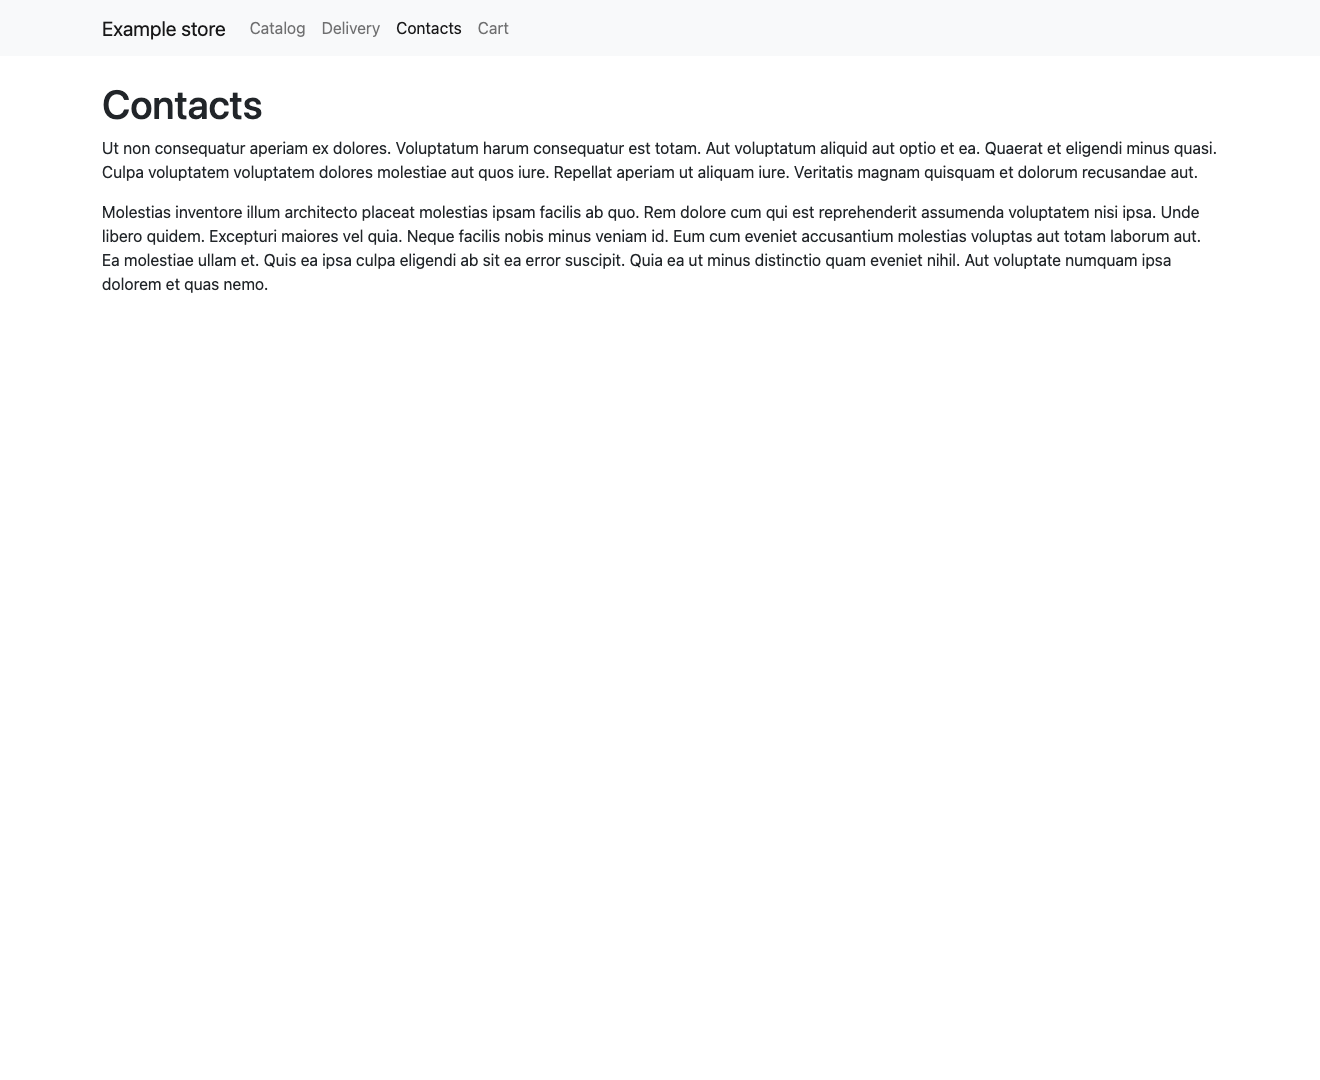 Example store Catalog Delivery Contacts Cart
Contacts
Ut non consequatur aperiam ex dolores. Voluptatum harum consequatur est totam. Aut voluptatum aliquid aut optio et ea. Quaerat et eligendi minus quasi.
Culpa voluptatem voluptatem dolores molestiae aut quos iure. Repellat aperiam ut aliquam iure. Veritatis magnam quisquam et dolorum recusandae aut.
Molestias inventore illum architecto placeat molestias ipsam facilis ab quo. Rem dolore cum qui est reprehenderit assumenda voluptatem nisi ipsa. Unde
libero quidem. Excepturi maiores vel quia. Neque facilis nobis minus veniam id. Eum cum eveniet accusantium molestias voluptas aut totam laborum aut.
Ea molestiae ullam et. Quis ea ipsa culpa eligendi ab sit ea error suscipit. Quia ea ut minus distinctio quam eveniet nihil. Aut voluptate numquam ipsa
dolorem et quas nemo.